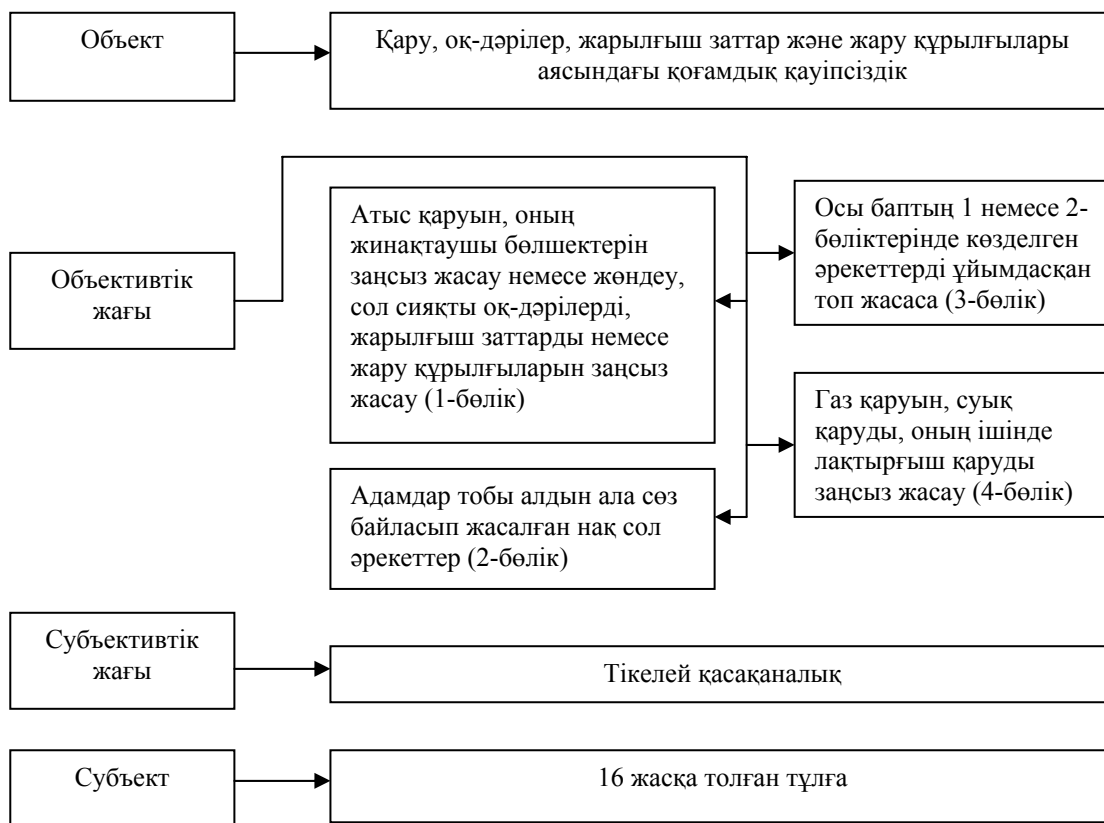 Объект
Қару, оқ-дәрілер, жарылғыш заттар және жару құрылғылары
аясындағы қоғамдық қауіпсіздік
Объективтік
жағы
Атыс қаруын, оның
жинақтаушы бөлшектерін
заңсыз жасау немесе жөндеу,
сол сияқты оқ-дәрілерді,
жарылғыш заттарды немесе
жару құрылғыларын заңсыз
жасау (1-бөлік)
Осы баптың 1 немесе 2-
бөліктерінде көзделген
әрекеттерді ұйымдасқан
топ жасаса (3-бөлік)
Адамдар тобы алдын ала сөз
байласып жасалған нақ сол
әрекеттер (2-бөлік)
Газ қаруын, суық
қаруды, оның ішінде
лақтырғыш қаруды
заңсыз жасау (4-бөлік)
Субъективтік
жағы
Тікелей қасақаналық
Субъект
16 жасқа толған тұлға